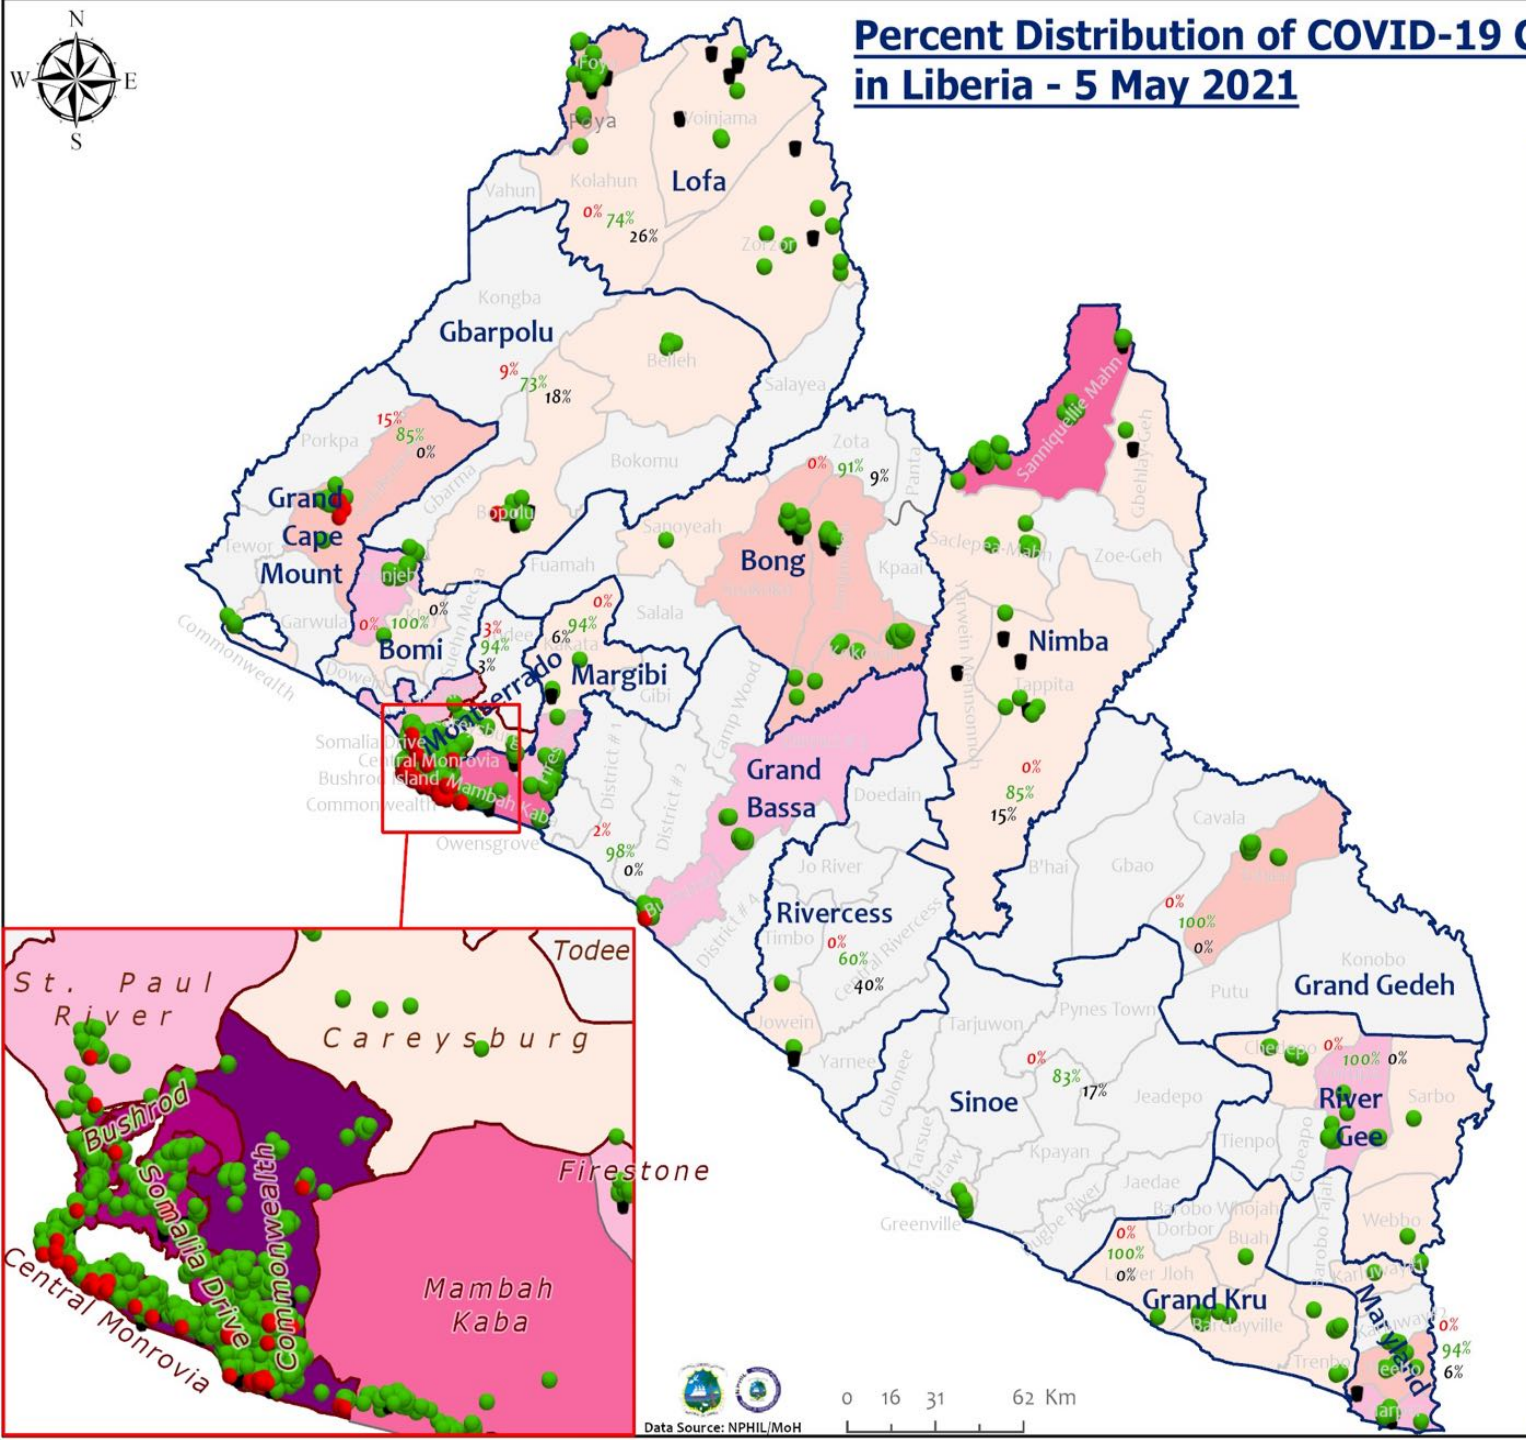 Percent Distribution of COVID-19 C
in Liberia - 5 May 2021
N
W
E
S
Foya
Voinjama
Lofa
Kolahun
Vahun
0%
74%
26%
Zorzor
Kongba
Gbarpolu
Belleh
Salayea
9%
73%
18%
Porkpa
15%
85%
0%
Bokomu
Gbarma
Bopolu
Grand
Cape
Mount
Tewor
Garwula
Commonwealth
Zota
Panta
0%
91%
9%
Sanoyeah
Bong
Kpaai
Fuamah
Salala
Sanniquellie Mahn
Gbehlay-Geh
Saclepea-Mahn
Zoe-Geh
Yarwein Mehnsonnoh
Nimba
Tappita
0%
85%
15%
0%
100%
0%
Bomi
3%
94%
3%
Montserrado
0%
94%
6%
Kakata
Margibi
Gibi
Camp Wood
District # 1
District # 2
District # 4
Somalia Drive
Central Monrovia
Bushrod Island
Commonwealth
Mambah Kaba
Owensgrove
2%
98%
0%
Grand
Bassa
Doedain
Jo River
Rivercess
Timbo
Central Rivercess
0%
60%
40%
Jowein
Yarnee
Cavala
B'hai
Gbao
0%
100%
0%
Konobo
Grand Gedeh
Putu
Tarjuwon
Pynes Town
Gblonee
Sinoe
0%
83%
17%
Jeadepo
Kpayan
Tarsue
Jaedae
Greenville
Chedepo
0%
100%
0%
River
Gee
Sarbo
Tienpo
Gbeapo
Webbo
Barobo Whojah
Dorbor
Buah
0%
100%
0%
Grand Kru
Barclayville
Trenbo
Maryland
0%
94%
6%
St. Paul
River
Todee
Careysburg
Bushrod
Somalia Drive
Commonwealth
Central Monrovia
Firestone
Mambah
Kaba
Data Source: NPHIL/MoH
0 16 31 62 Km